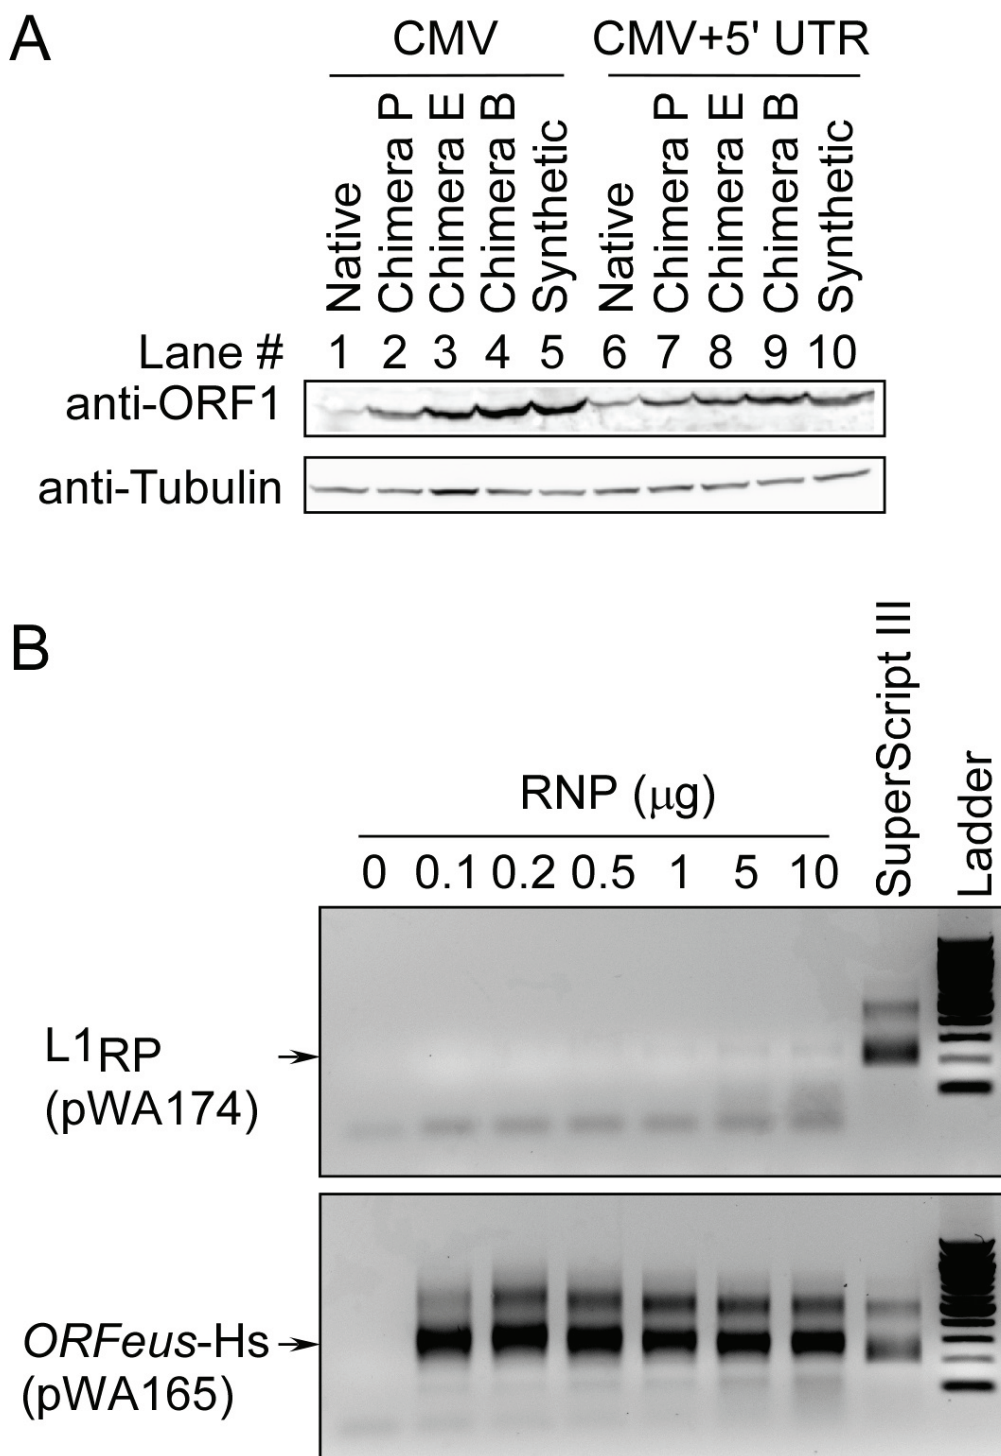 A
CMV CMV+5' UTR
Native Chimera P Chimera E Chimera B Synthetic Native Chimera P Chimera E Chimera B Synthetic
Lane # 1 2 3 4 5 6 7 8 9 10
anti-ORF1
anti-Tubulin
B
RNP (μg) SuperScript III Ladder
0 0.1 0.2 0.5 1 5 10
L1RP
(pWA174)
ORFeus-Hs
(pWA165)